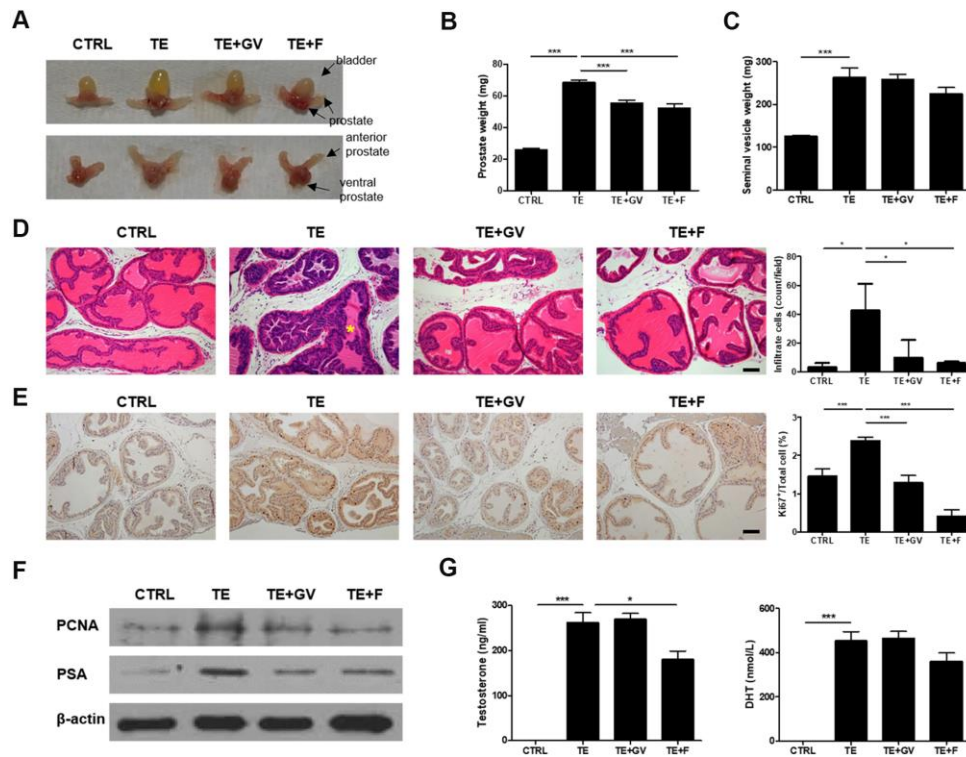 A
CTRL TE TE+GV TE+F
bladder
prostate
anterior
prostate
ventral
prostate
B
Prostate weight (mg)
80
60
40
20
0
*** ***
***
CTRL TE TE+GV TE+F
C
Seminal vesicle weight (mg)
300
200
100
0
***
CTRL TE TE+GV TE+F
D
CTRL TE TE+GV TE+F
*
Infiltrate cells (count/field)
80
60
40
20
0
* *
*
CTRL TE TE+GV TE+F
E
CTRL TE TE+GV TE+F
Ki67⁺/Total cell (%)
3
2
1
0
*** ***
***
CTRL TE TE+GV TE+F
F
CTRL TE TE+GV TE+F
PCNA
PSA
β-actin
G
Testosterone (ng/ml)
300
200
100
0
*** *
CTRL TE TE+GV TE+F
DHT (nmol/L)
600
400
200
0
***
CTRL TE TE+GV TE+F